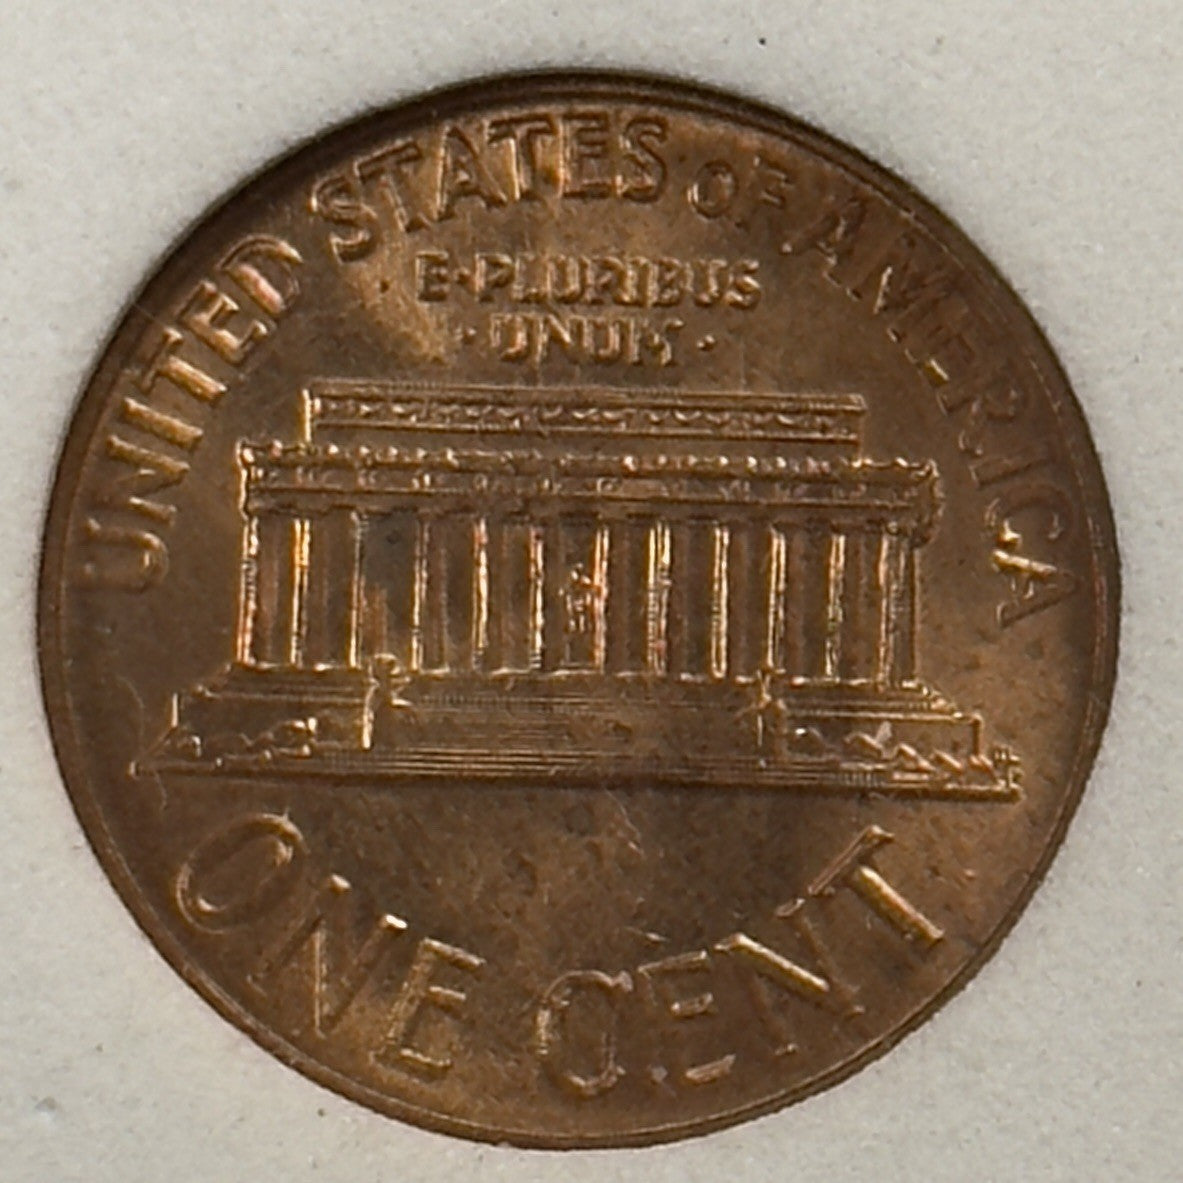 UNITED STATES OF AMERICA
E·PLURIBUS
·UNUM·
ONE CENT